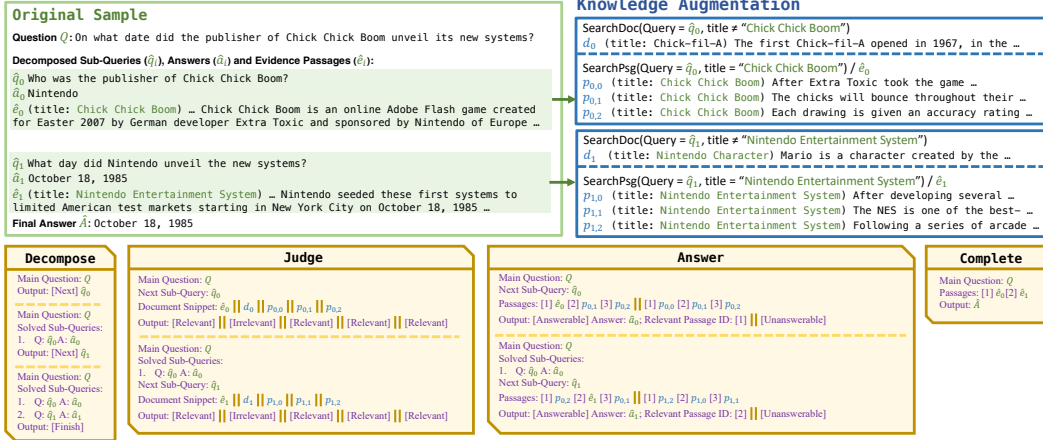 Original Sample
Question Q: On what date did the publisher of Chick Chick Boom unveil its new systems?
Decomposed Sub-Queries (q̂ᵢ), Answers (âᵢ) and Evidence Passages (êᵢ):
q̂₀ Who was the publisher of Chick Chick Boom?
â₀ Nintendo
ê₀ (title: Chick Chick Boom) … Chick Chick Boom is an online Adobe Flash game created
for Easter 2007 by German developer Extra Toxic and sponsored by Nintendo of Europe …
q̂₁ What day did Nintendo unveil the new systems?
â₁ October 18, 1985
ê₁ (title: Nintendo Entertainment System) … Nintendo seeded these first systems to
limited American test markets starting in New York City on October 18, 1985 …
Final Answer Â: October 18, 1985
Knowledge Augmentation
SearchDoc(Query = q̂₀, title ≠ “Chick Chick Boom”)
d₀ (title: Chick-fil-A) The first Chick-fil-A opened in 1967, in the …
SearchPsg(Query = q̂₀, title = “Chick Chick Boom”) / ê₀
p₀,₀ (title: Chick Chick Boom) After Extra Toxic took the game …
p₀,₁ (title: Chick Chick Boom) The chicks will bounce throughout their …
p₀,₂ (title: Chick Chick Boom) Each drawing is given an accuracy rating …
SearchDoc(Query = q̂₁, title ≠ “Nintendo Entertainment System”)
d₁ (title: Nintendo Character) Mario is a character created by the …
SearchPsg(Query = q̂₁, title = “Nintendo Entertainment System”) / ê₁
p₁,₀ (title: Nintendo Entertainment System) After developing several …
p₁,₁ (title: Nintendo Entertainment System) The NES is one of the best- …
p₁,₂ (title: Nintendo Entertainment System) Following a series of arcade …
Decompose
Main Question: Q
Output: [Next] q̂₀
Main Question: Q
Solved Sub-Queries:
1. Q: q̂₀A: â₀
Output: [Next] q̂₁
Main Question: Q
Solved Sub-Queries:
1. Q: q̂₀ A: â₀
2. Q: q̂₁ A: â₁
Output: [Finish]
Judge
Main Question: Q
Next Sub-Query: q̂₀
Document Snippet: ê₀ || d₀ || p₀,₀ || p₀,₁ || p₀,₂
Output: [Relevant] || [Irrelevant] || [Relevant] || [Relevant] || [Relevant]
Main Question: Q
Solved Sub-Queries:
1. Q: q̂₀ A: â₀
Next Sub-Query: q̂₁
Document Snippet: ê₁ || d₁ || p₁,₀ || p₁,₁ || p₁,₂
Output: [Relevant] || [Irrelevant] || [Relevant] || [Relevant] || [Relevant]
Answer
Main Question: Q
Next Sub-Query: q̂₀
Passages: [1] ê₀ [2] p₀,₁ [3] p₀,₂ || [1] p₀,₀ [2] p₀,₁ [3] p₀,₂
Output: [Answerable] Answer: â₀; Relevant Passage ID: [1] || [Unanswerable]
Main Question: Q
Solved Sub-Queries:
1. Q: q̂₀ A: â₀
Next Sub-Query: q̂₁
Passages: [1] p₀,₂ [2] ê₁ [3] p₀,₁ || [1] p₁,₂ [2] p₁,₀ [3] p₁,₁
Output: [Answerable] Answer: â₁; Relevant Passage ID: [2] || [Unanswerable]
Complete
Main Question: Q
Passages: [1] ê₀[2] ê₁
Output: Â